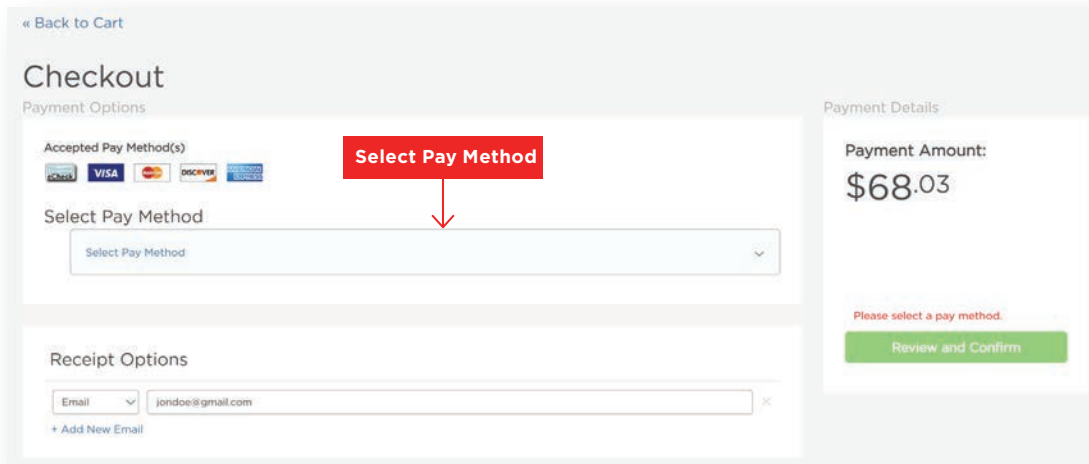 « Back to Cart
Checkout
Payment Options
Accepted Pay Method(s)
eCheck VISA DISCOVER
Select Pay Method
Select Pay Method
Select Pay Method
Receipt Options
Email jondoe@gmail.com ×
+ Add New Email
Payment Details
Payment Amount:
$68.03
Please select a pay method.
Review and Confirm